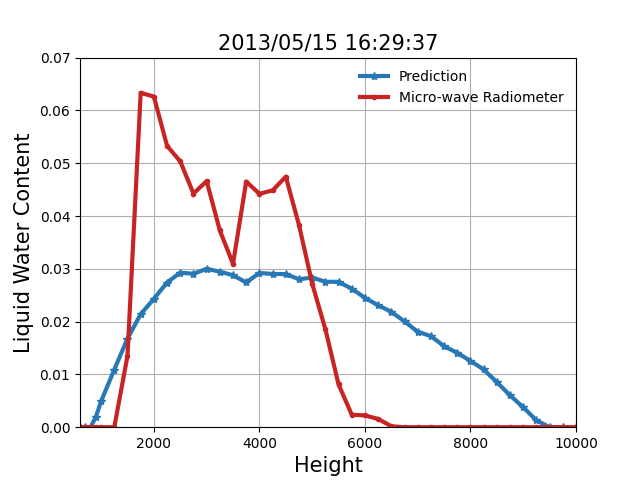 2013/05/15 16:29:37
0.07
0.06
0.05
0.04
0.03
0.02
0.01
0.00
Liquid Water Content
Prediction
Micro-wave Radiometer
2000 4000 6000 8000 10000
Height